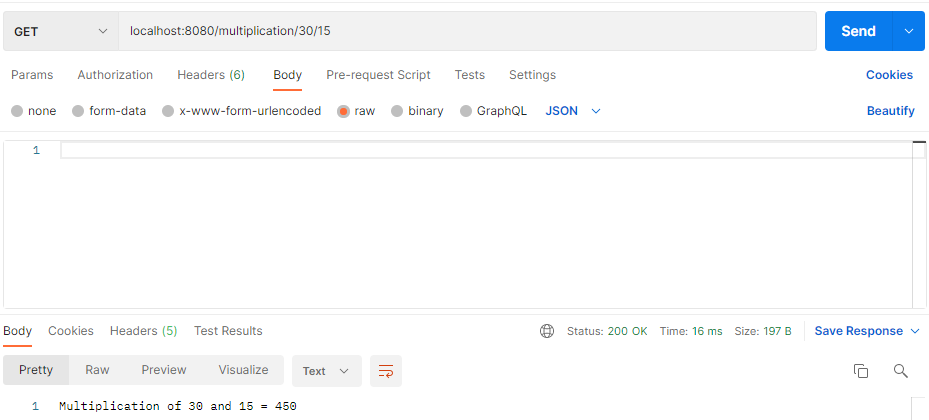 GET localhost:8080/multiplication/30/15 Send
Params Authorization Headers (6) Body Pre-request Script Tests Settings Cookies
none form-data x-www-form-urlencoded raw binary GraphQL JSON Beautify
1
Body Cookies Headers (5) Test Results Status: 200 OK Time: 16 ms Size: 197 B Save Response
Pretty Raw Preview Visualize Text
1 Multiplication of 30 and 15 = 450